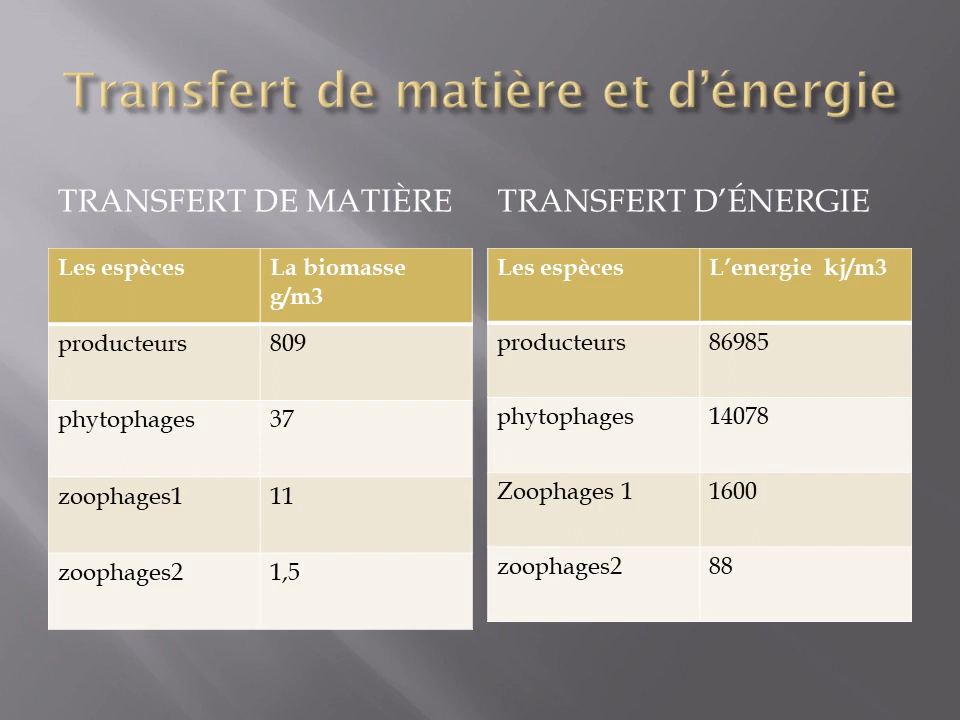 Transfert de matière et d’énergie
TRANSFERT DE MATIÈRE
Les espèces La biomasse
g/m3
producteurs 809
phytophages 37
zoophages1 11
zoophages2 1,5
TRANSFERT D’ÉNERGIE
Les espèces L’energie  kj/m3
producteurs 86985
phytophages 14078
Zoophages 1 1600
zoophages2 88